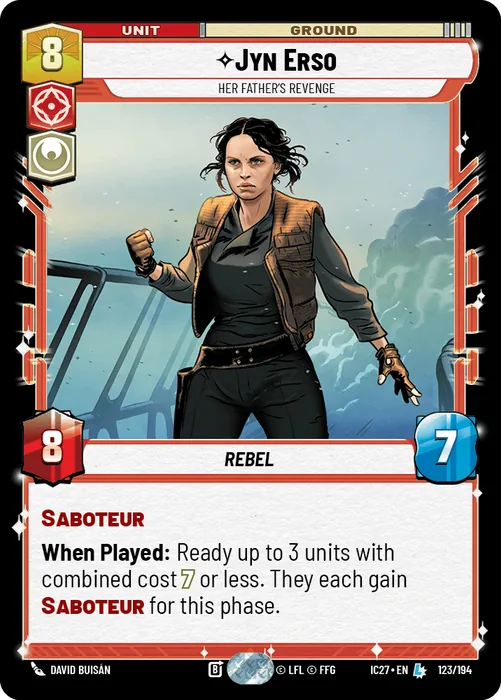 UNIT
GROUND
8
✧JYN ERSO
HER FATHER'S REVENGE
8
REBEL
7
SABOTEUR
When Played: Ready up to 3 units with
combined cost 7 or less. They each gain
SABOTEUR for this phase.
DAVID BUISÁN
B
© LFL © FFG
IC27•EN
L
123/194